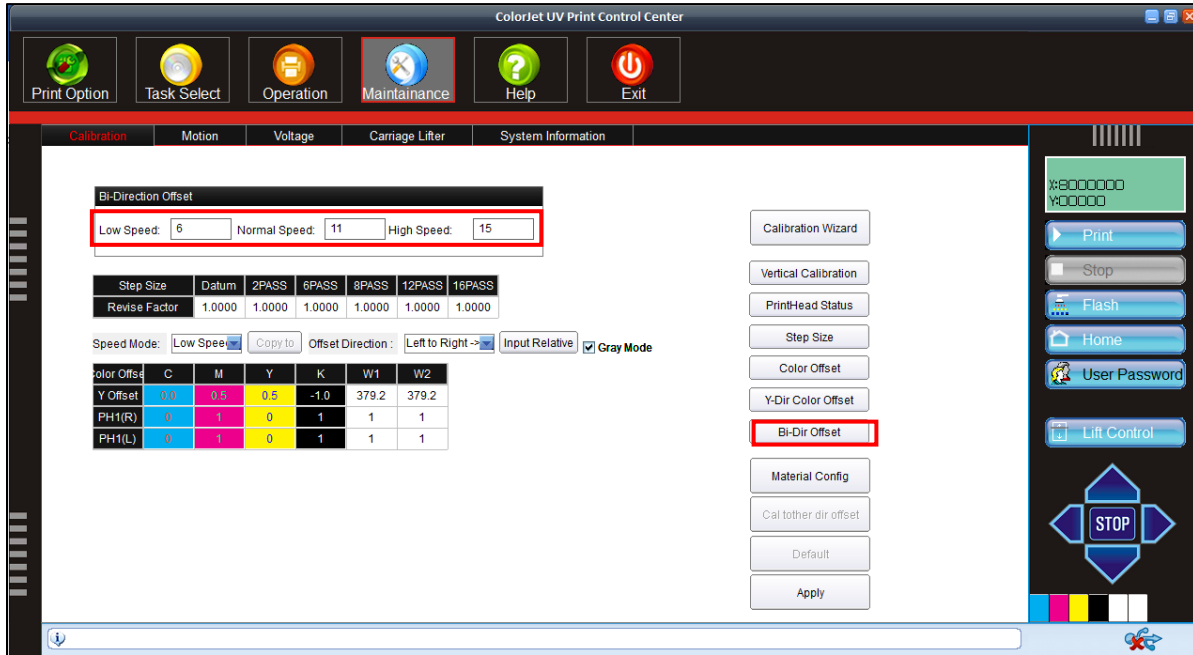 ColorJet UV Print Control Center
Print Option Task Select Operation Maintainance Help Exit
Calibration Motion Voltage Carriage Lifter System Information
Bi-Direction Offset
Low Speed: 6 Normal Speed: 11 High Speed: 15
Step Size Datum 2PASS 6PASS 8PASS 12PASS 16PASS
Revise Factor 1.0000 1.0000 1.0000 1.0000 1.0000 1.0000
Speed Mode: Low Speed Copy to Offset Direction : Left to Right -> Input Relative Gray Mode
Color Offse C M Y K W1 W2
Y Offset 0.0 0.5 0.5 -1.0 379.2 379.2
PH1(R) 0 1 0 1 1 1
PH1(L) 0 -1 0 1 1 1
Calibration Wizard
Vertical Calibration
PrintHead Status
Step Size
Color Offset
Y-Dir Color Offset
Bi-Dir Offset
Material Config
Cal tother dir offset
Default
Apply
X:8000000
Y:00000
Print
Stop
Flash
Home
User Password
Lift Control
STOP